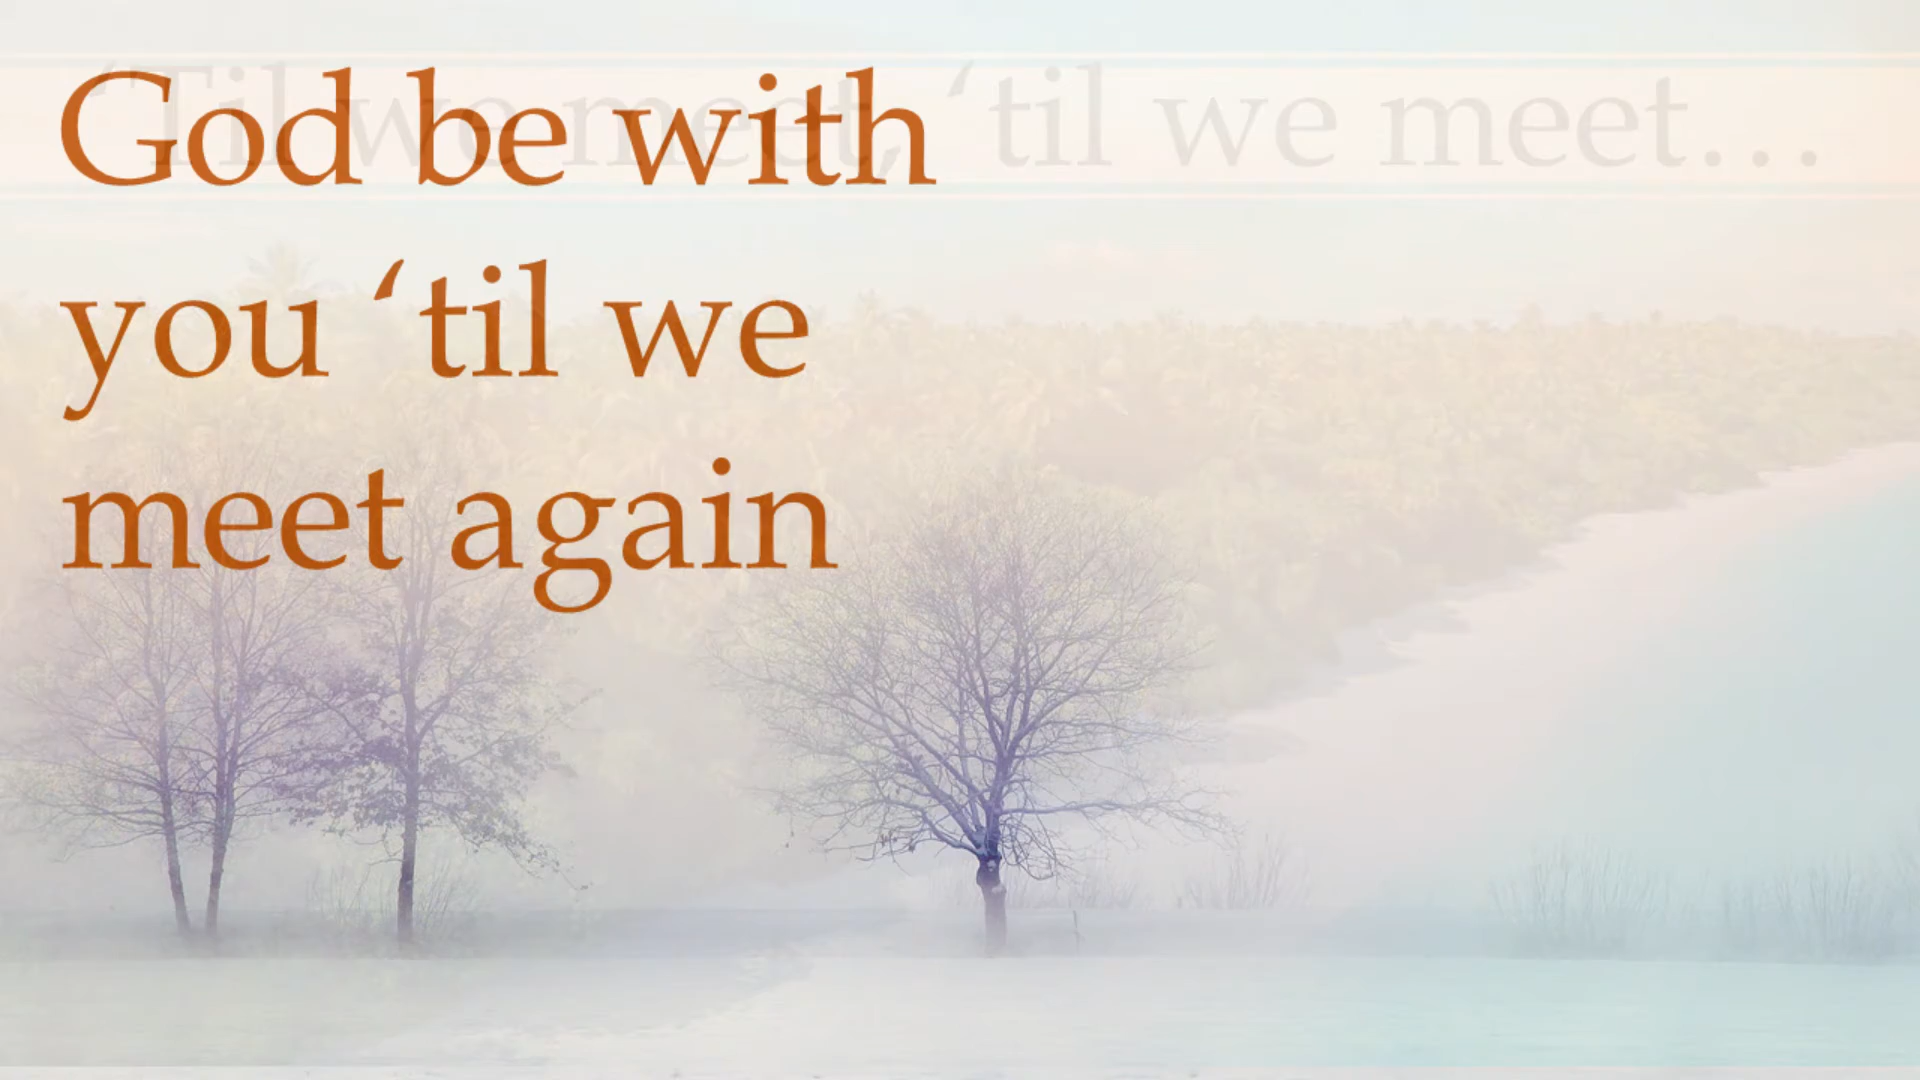 ‘Til we meet, ‘til we meet...
God be with
you ‘til we
meet again